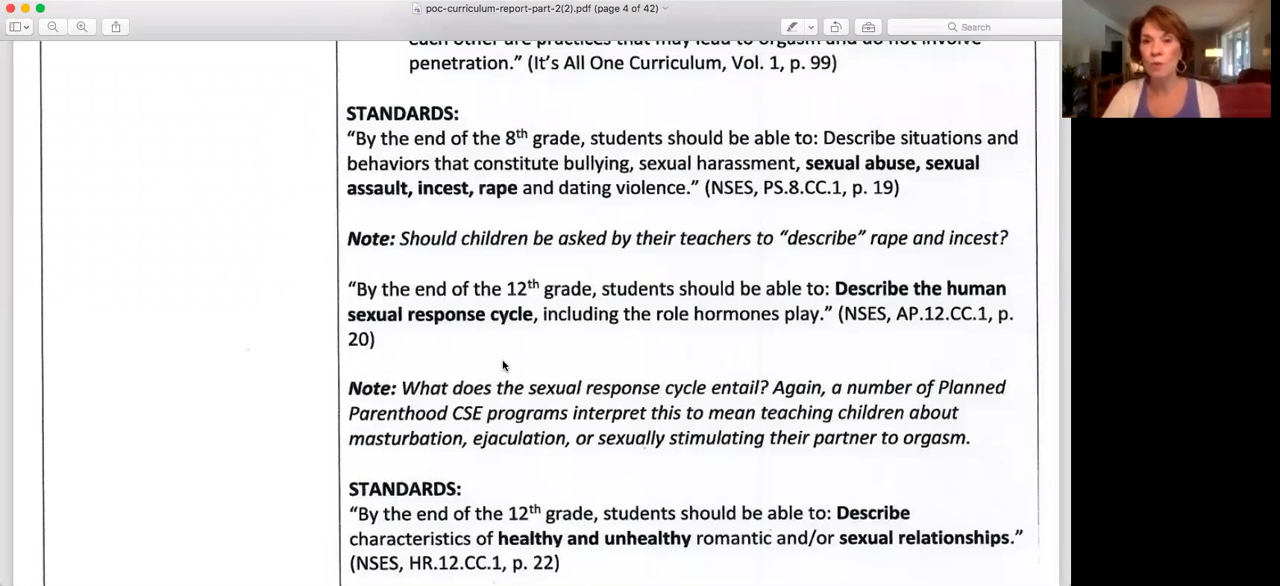 poc-curriculum-report-part-2(2).pdf (page 4 of 42)
Search
each other are practices that may lead to orgasm and do not involve
penetration.” (It’s All One Curriculum, Vol. 1, p. 99)
STANDARDS:
“By the end of the 8th grade, students should be able to: Describe situations and
behaviors that constitute bullying, sexual harassment, sexual abuse, sexual
assault, incest, rape and dating violence.” (NSES, PS.8.CC.1, p. 19)
Note: Should children be asked by their teachers to “describe” rape and incest?
“By the end of the 12th grade, students should be able to: Describe the human
sexual response cycle, including the role hormones play.” (NSES, AP.12.CC.1, p.
20)
Note: What does the sexual response cycle entail? Again, a number of Planned
Parenthood CSE programs interpret this to mean teaching children about
masturbation, ejaculation, or sexually stimulating their partner to orgasm.
STANDARDS:
“By the end of the 12th grade, students should be able to: Describe
characteristics of healthy and unhealthy romantic and/or sexual relationships.”
(NSES, HR.12.CC.1, p. 22)